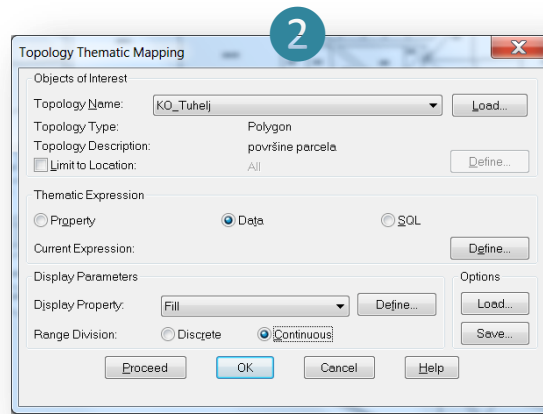 2
Topology Thematic Mapping
Objects of Interest
Topology Name: KO_Tuhelj Load...
Topology Type: Polygon
Topology Description: površine parcela
Limit to Location: All Define...
Thematic Expression
Property Data SQL
Current Expression: Define...
Display Parameters Options
Display Property: Fill Define... Load...
Range Division: Discrete Continuous Save...
Proceed OK Cancel Help